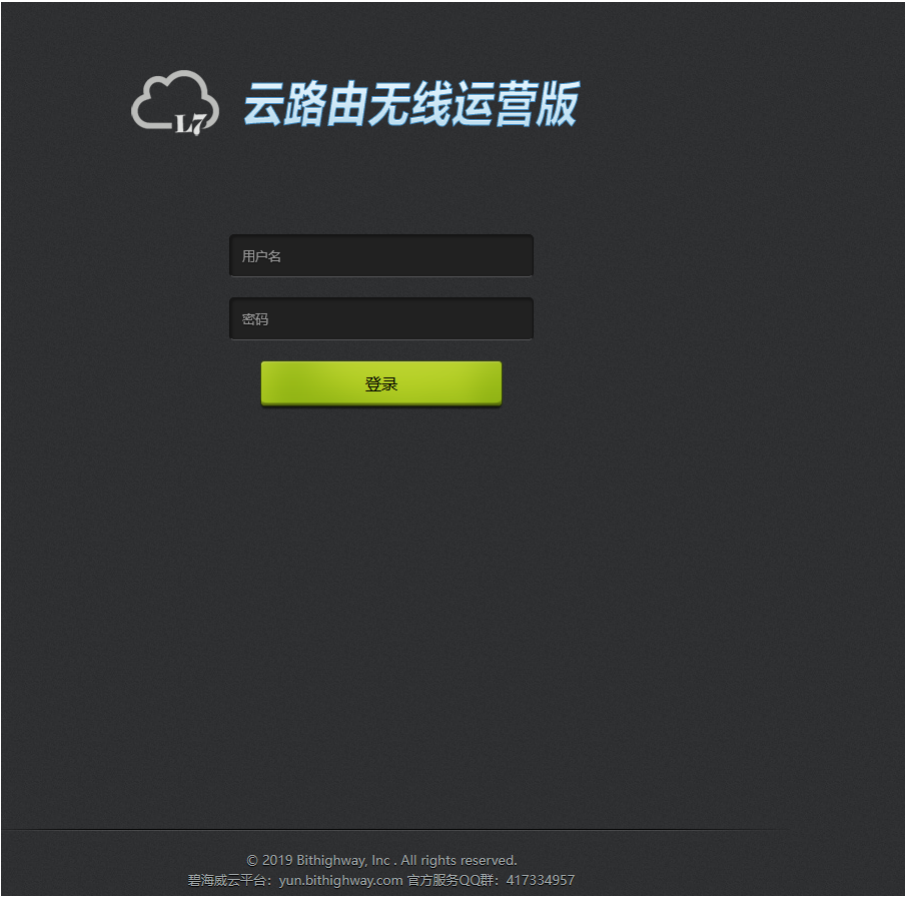 L7
云路由无线运营版
用户名
密码
登录
© 2019 Bithighway, Inc . All rights reserved.
碧海威云平台：yun.bithighway.com 官方服务QQ群：417334957